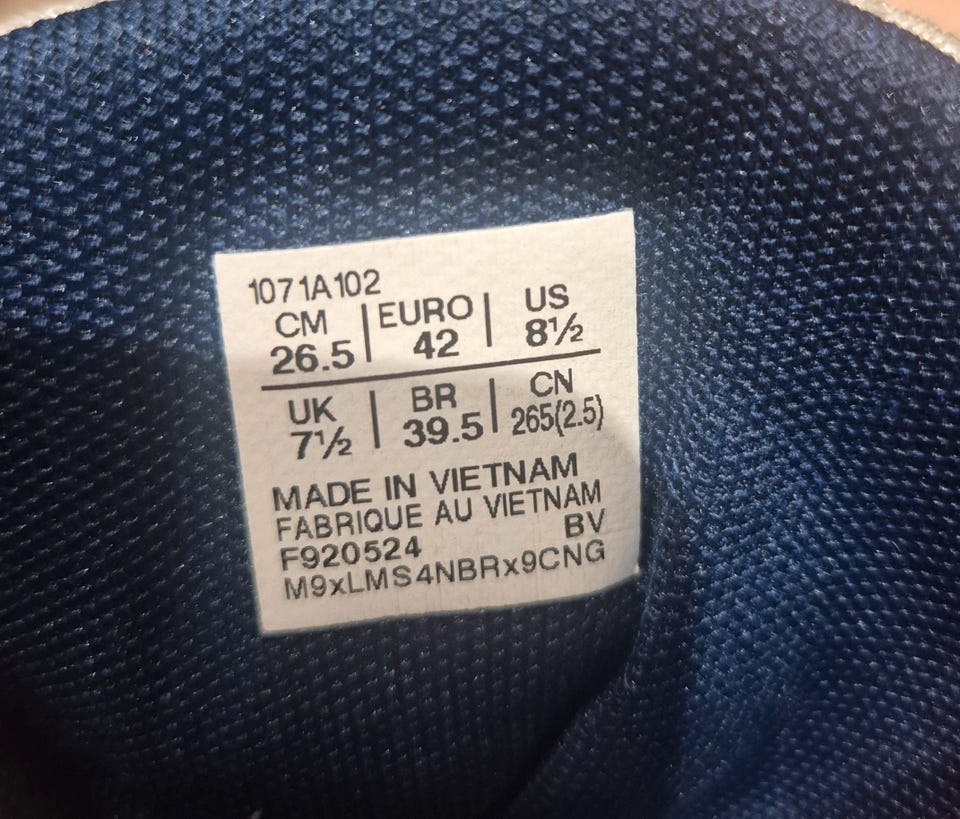 1071A102
CM | EURO | US
26.5 | 42 | 8½
UK | BR | CN
7½ | 39.5 | 265(2.5)
MADE IN VIETNAM
FABRIQUE AU VIETNAM
F920524 BV
M9xLMS4NBRx9CNG